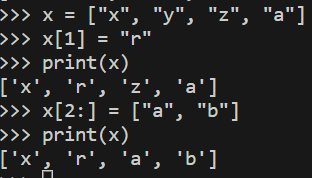 >>> x = ["x", "y", "z", "a"]
>>> x[1] = "r"
>>> print(x)
['x', 'r', 'z', 'a']
>>> x[2:] = ["a", "b"]
>>> print(x)
['x', 'r', 'a', 'b']
>>>